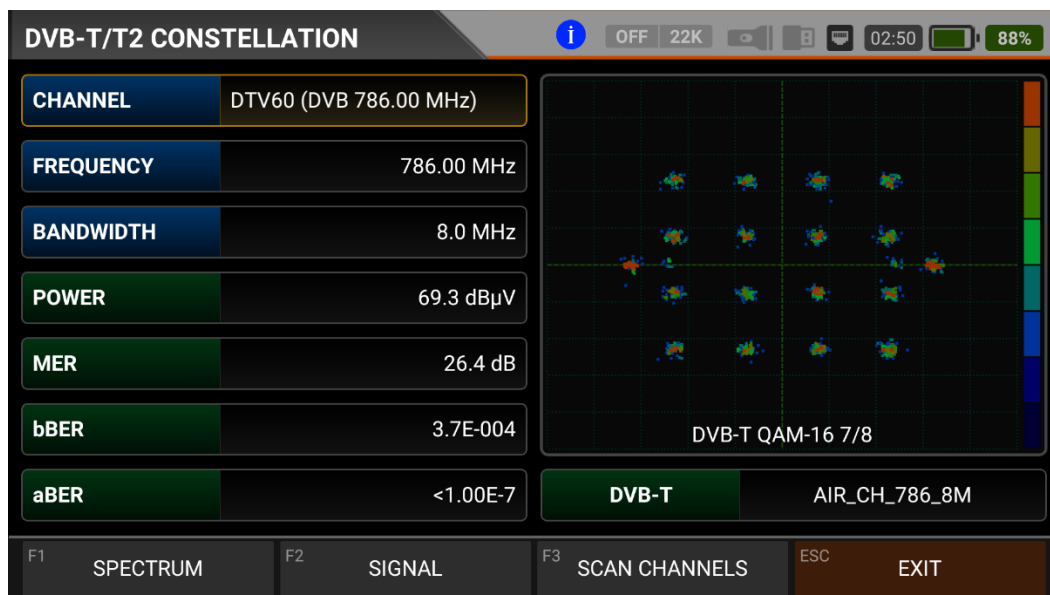 DVB-T/T2 CONSTELLATION
i OFF 22K 02:50 88%
CHANNEL DTV60 (DVB 786.00 MHz)
FREQUENCY 786.00 MHz
BANDWIDTH 8.0 MHz
POWER 69.3 dBµV
MER 26.4 dB
bBER 3.7E-004
aBER <1.00E-7
DVB-T QAM-16 7/8
DVB-T AIR_CH_786_8M
F1 SPECTRUM
F2 SIGNAL
F3 SCAN CHANNELS
ESC EXIT